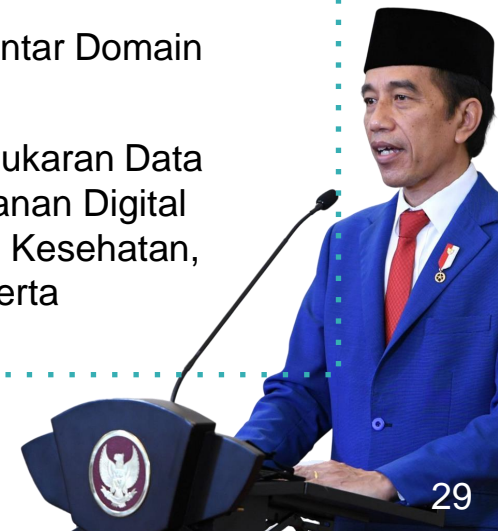 ntar Domain
ukaran Data
anan Digital
Kesehatan,
erta
29